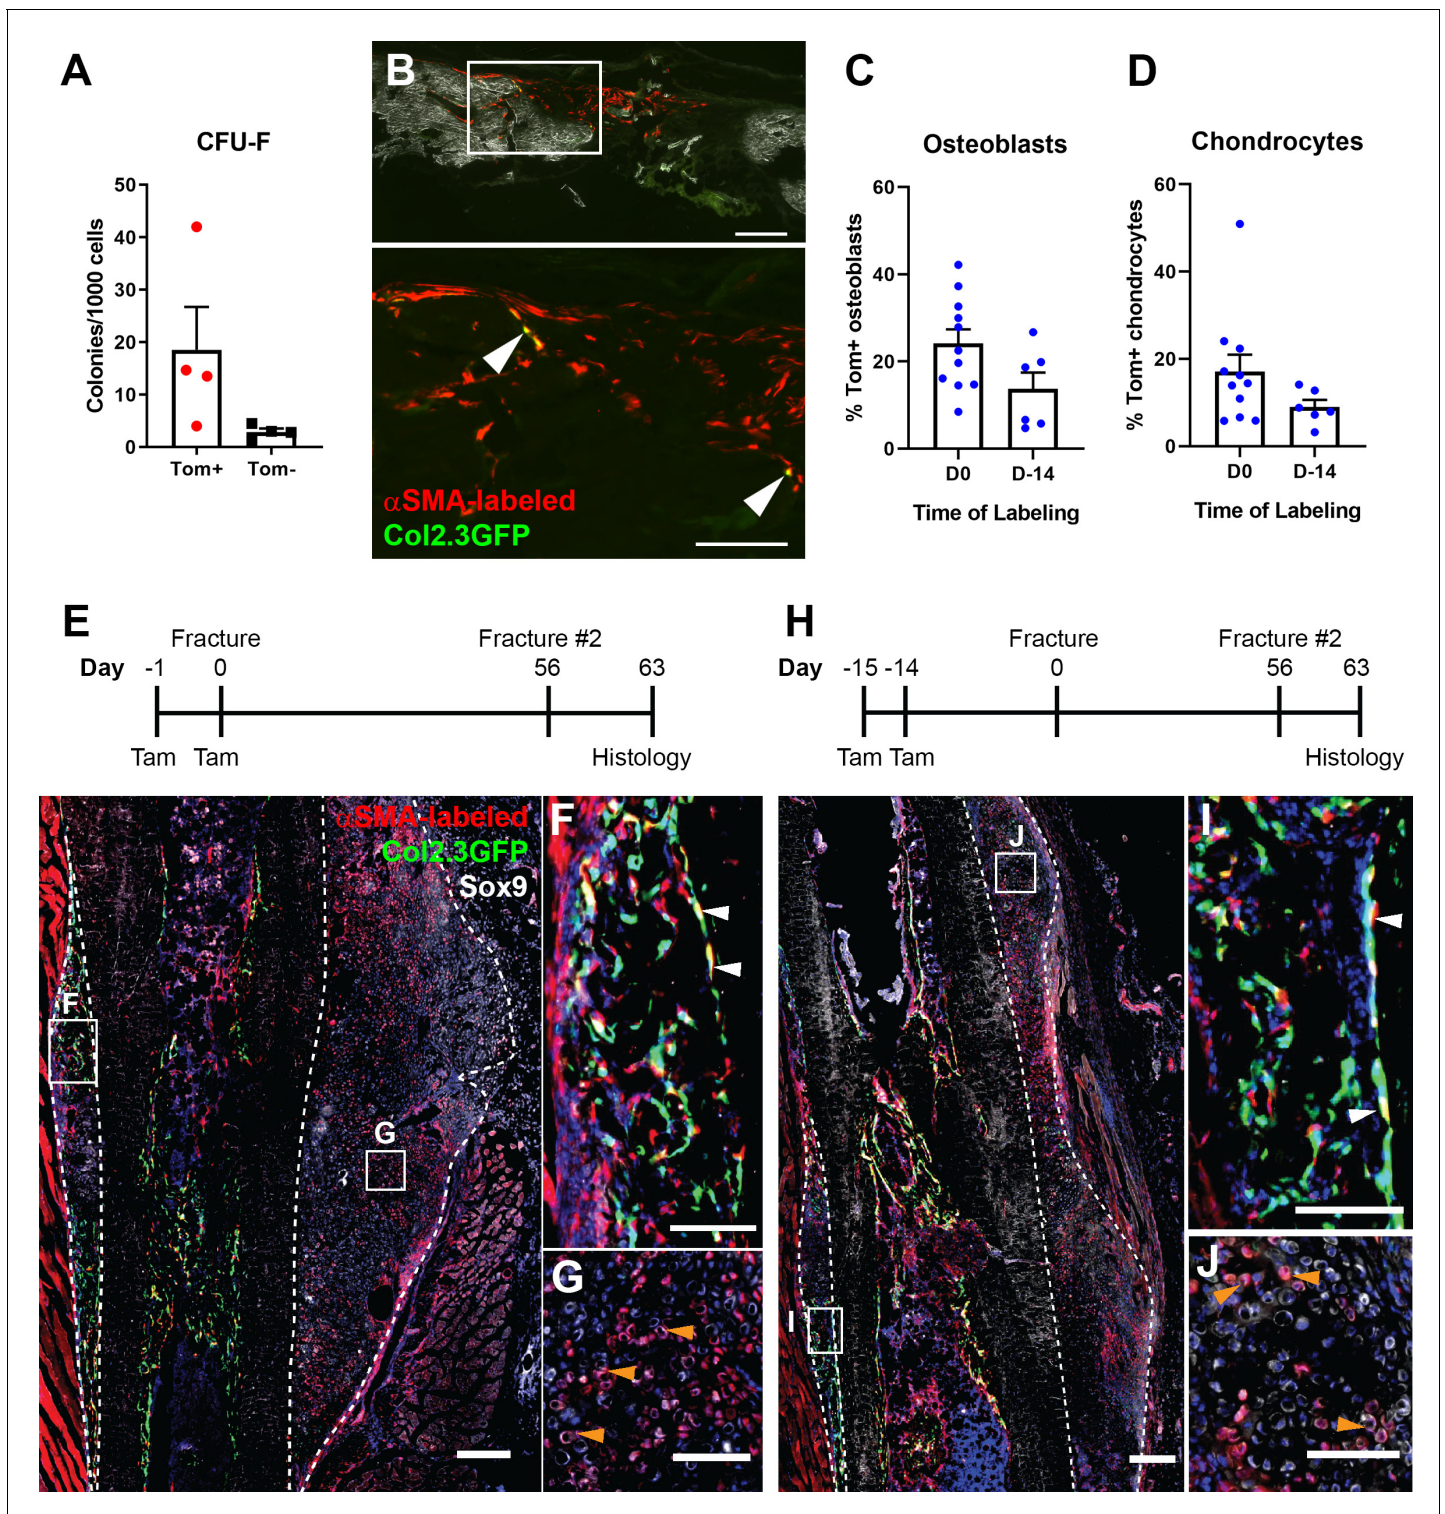 A
CFU-F
Colonies/1000 cells
50
40
30
20
10
0
Tom+ Tom-
B
αSMA-labeled
Col2.3GFP
C
Osteoblasts
% Tom+ osteoblasts
60
40
20
0
D0 D-14
Time of Labeling
D
Chondrocytes
% Tom+ chondrocytes
60
40
20
0
D0 D-14
Time of Labeling
E
Fracture Fracture #2
Day -1 0 56 63
Tam Tam Histology
αSMA-labeled
Col2.3GFP
Sox9
F
G
F
G
H
Fracture Fracture #2
Day -15 -14 0 56 63
Tam Tam Histology
J
I
I
J